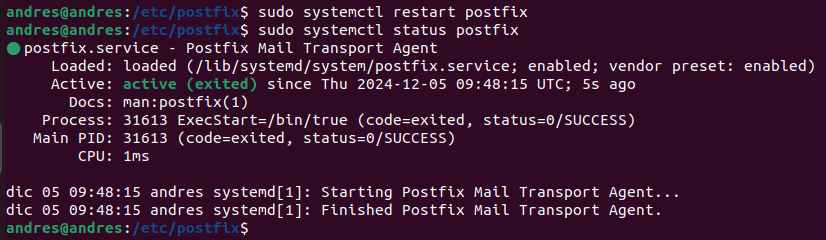 andres@andres:/etc/postfix$ sudo systemctl restart postfix
andres@andres:/etc/postfix$ sudo systemctl status postfix
● postfix.service - Postfix Mail Transport Agent
     Loaded: loaded (/lib/systemd/system/postfix.service; enabled; vendor preset: enabled)
     Active: active (exited) since Thu 2024-12-05 09:48:15 UTC; 5s ago
       Docs: man:postfix(1)
    Process: 31613 ExecStart=/bin/true (code=exited, status=0/SUCCESS)
   Main PID: 31613 (code=exited, status=0/SUCCESS)
        CPU: 1ms

dic 05 09:48:15 andres systemd[1]: Starting Postfix Mail Transport Agent...
dic 05 09:48:15 andres systemd[1]: Finished Postfix Mail Transport Agent.
andres@andres:/etc/postfix$